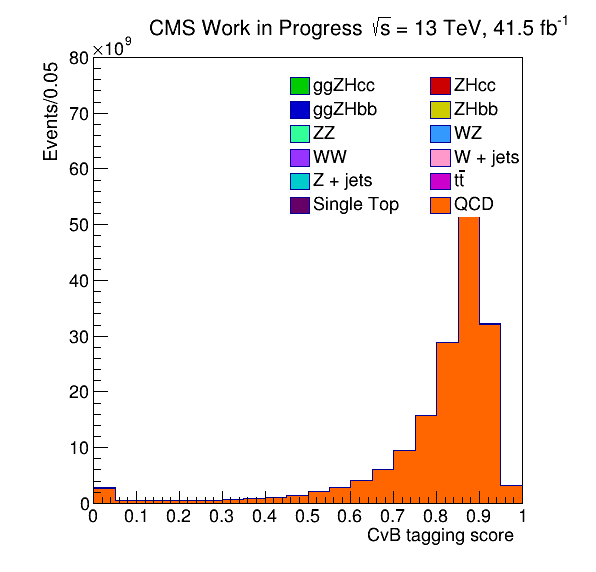 CMS Work in Progress √s = 13 TeV, 41.5 fb⁻¹
×10⁹
Events/0.05
80
70
60
50
40
30
20
10
0
ggZHcc ZHcc
ggZHbb ZHbb
ZZ WZ
WW W + jets
Z + jets tt̄
Single Top QCD
0 0.1 0.2 0.3 0.4 0.5 0.6 0.7 0.8 0.9 1
CvB tagging score